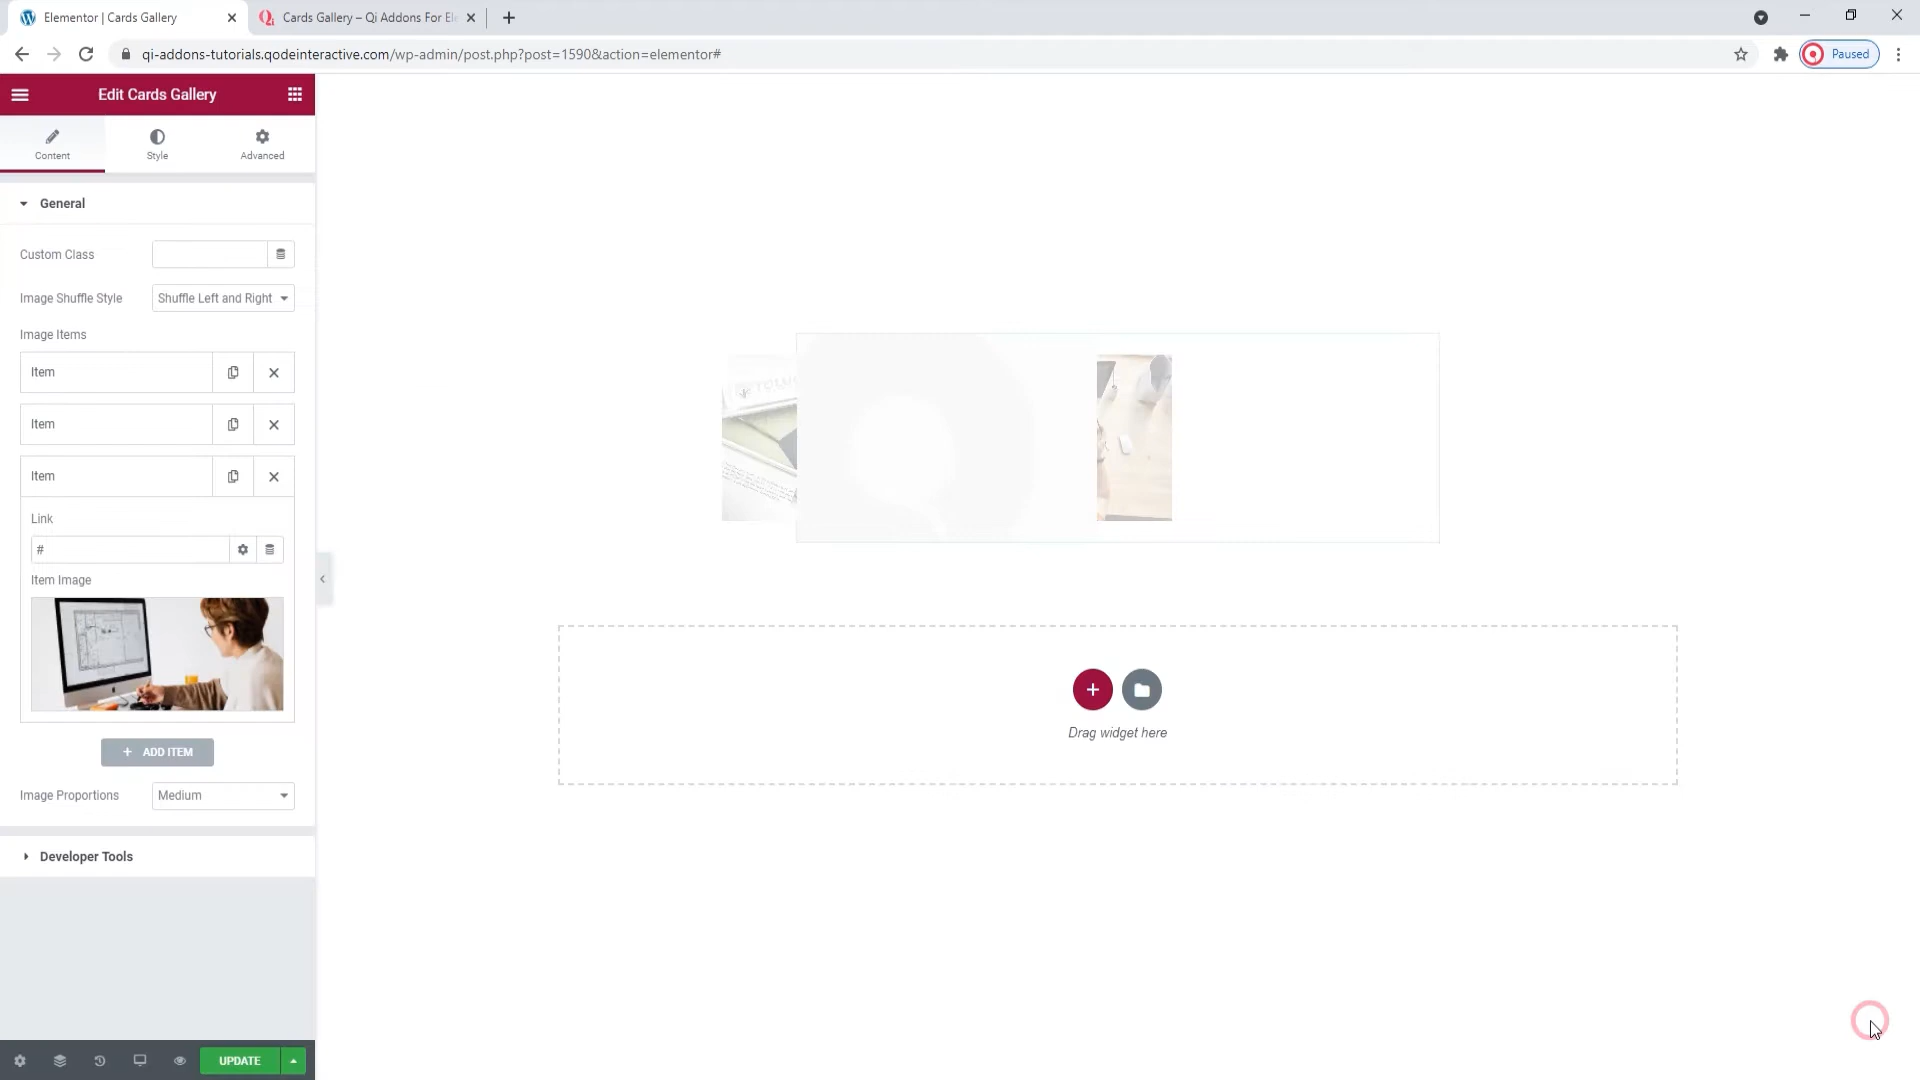 Elementor | Cards Gallery
Cards Gallery – Qi Addons For El
qi-addons-tutorials.qodeinteractive.com/wp-admin/post.php?post=1590&action=elementor#
Paused
Edit Cards Gallery
Content
Style
Advanced
General
Custom Class
Image Shuffle Style
Shuffle Left and Right
Image Items
Item
Item
Item
Link
#
Item Image
+ ADD ITEM
Image Proportions
Medium
Developer Tools
UPDATE
Drag widget here